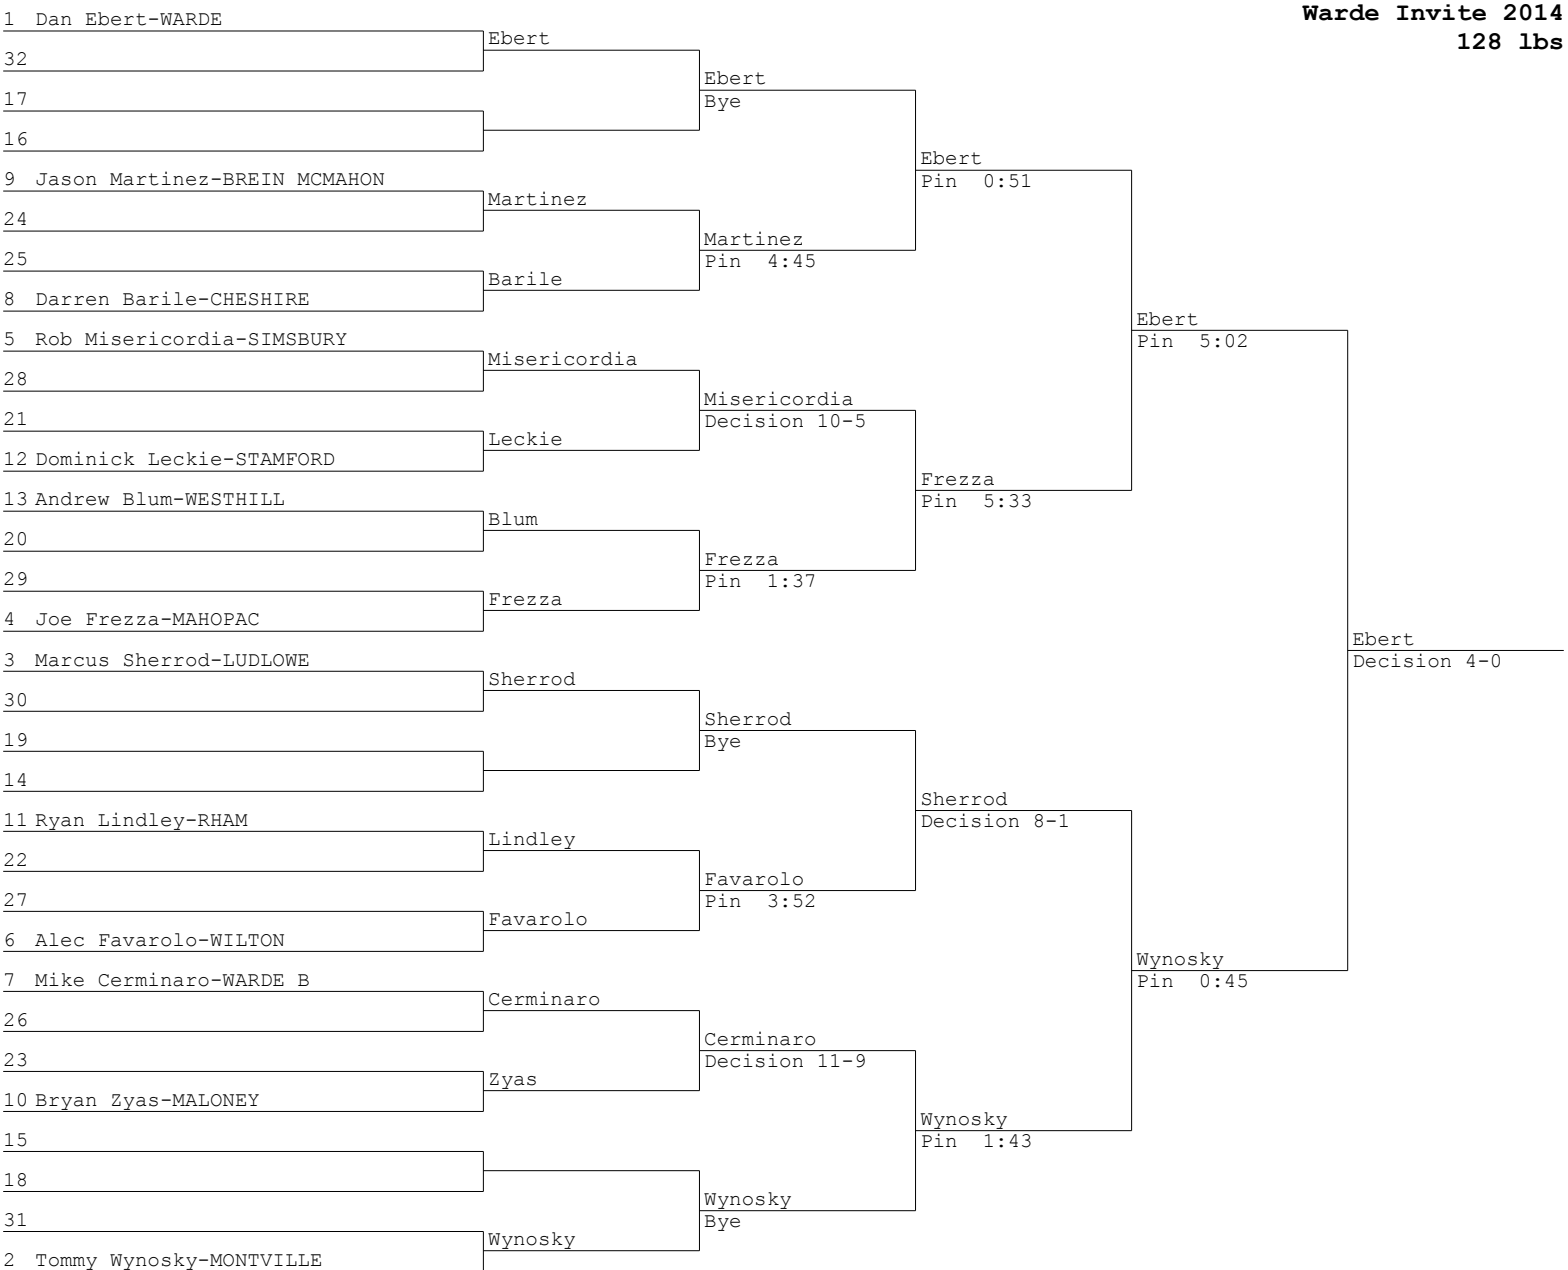 Warde Invite 2014
128 lbs
1 Dan Ebert-WARDE
32
17
16
9 Jason Martinez-BREIN MCMAHON
24
25
8 Darren Barile-CHESHIRE
5 Rob Misericordia-SIMSBURY
28
21
12 Dominick Leckie-STAMFORD
13 Andrew Blum-WESTHILL
20
29
4 Joe Frezza-MAHOPAC
3 Marcus Sherrod-LUDLOWE
30
19
14
11 Ryan Lindley-RHAM
22
27
6 Alec Favarolo-WILTON
7 Mike Cerminaro-WARDE B
26
23
10 Bryan Zyas-MALONEY
15
18
31
2 Tommy Wynosky-MONTVILLE
Ebert
Martinez
Barile
Misericordia
Leckie
Blum
Frezza
Sherrod
Lindley
Favarolo
Cerminaro
Zyas
Wynosky
Ebert
Bye
Martinez
Pin 4:45
Misericordia
Decision 10-5
Frezza
Pin 1:37
Sherrod
Bye
Favarolo
Pin 3:52
Cerminaro
Decision 11-9
Wynosky
Bye
Ebert
Pin 0:51
Frezza
Pin 5:33
Sherrod
Decision 8-1
Wynosky
Pin 1:43
Ebert
Pin 5:02
Wynosky
Pin 0:45
Ebert
Decision 4-0